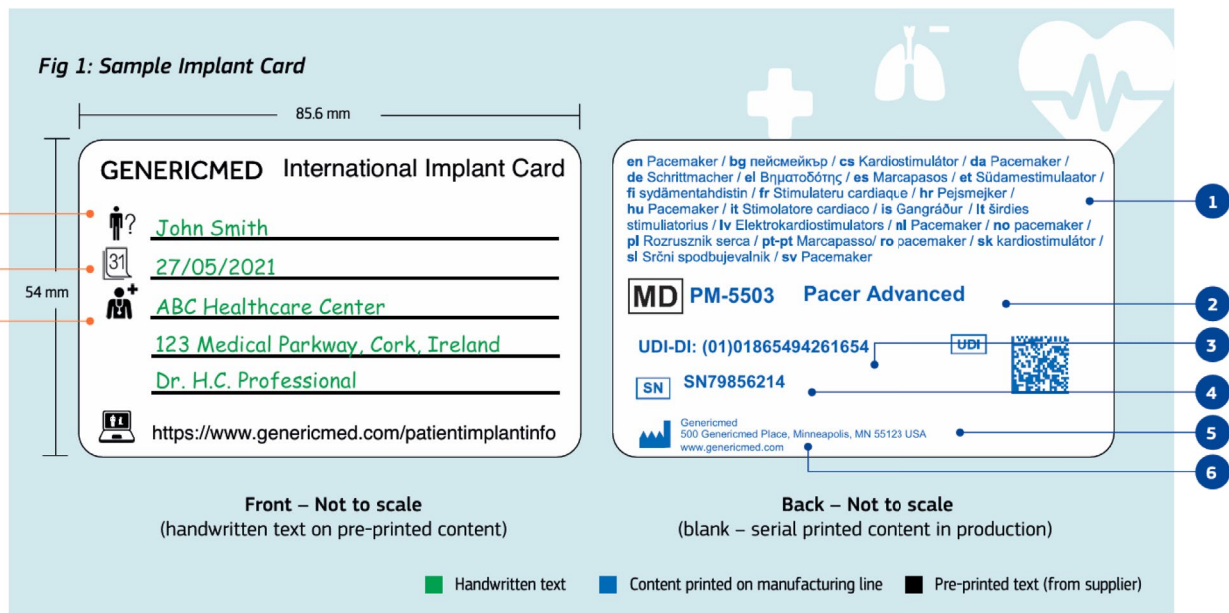 Fig 1: Sample Implant Card
85.6 mm
54 mm
GENERICMED International Implant Card
?
John Smith
31
27/05/2021
ABC Healthcare Center
123 Medical Parkway, Cork, Ireland
Dr. H.C. Professional
https://www.genericmed.com/patientimplantinfo
Front – Not to scale
(handwritten text on pre-printed content)
en Pacemaker / bg пейсмейкър / cs Kardiostimulátor / da Pacemaker /
de Schrittmacher / el Βηματοδότης / es Marcapasos / et Südamestimulaator /
fi sydämentahdistin / fr Stimulateru cardiaque / hr Pejsmejker /
hu Pacemaker / it Stimolatore cardiaco / is Gangráður / lt širdies
stimuliatorius / lv Elektrokardiostimulators / nl Pacemaker / no pacemaker /
pl Rozrusznik serca / pt-pt Marcapasso/ ro pacemaker / sk kardiostimulátor /
sl Srčni spodbujevalnik / sv Pacemaker
MD PM-5503 Pacer Advanced
UDI-DI: (01)01865494261654 UDI
SN SN79856214
Genericmed
500 Genericmed Place, Minneapolis, MN 55123 USA
www.genericmed.com
1
2
3
4
5
6
Back – Not to scale
(blank – serial printed content in production)
Handwritten text
Content printed on manufacturing line
Pre-printed text (from supplier)